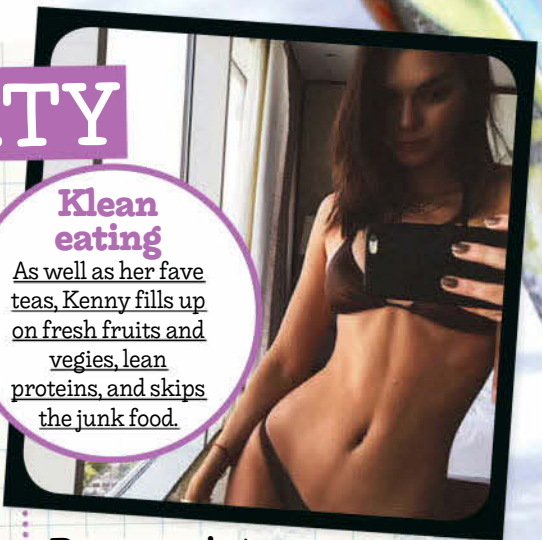 TY
Klean
eating
As well as her fave
teas, Kenny fills up
on fresh fruits and
vegies, lean
proteins, and skips
the junk food.